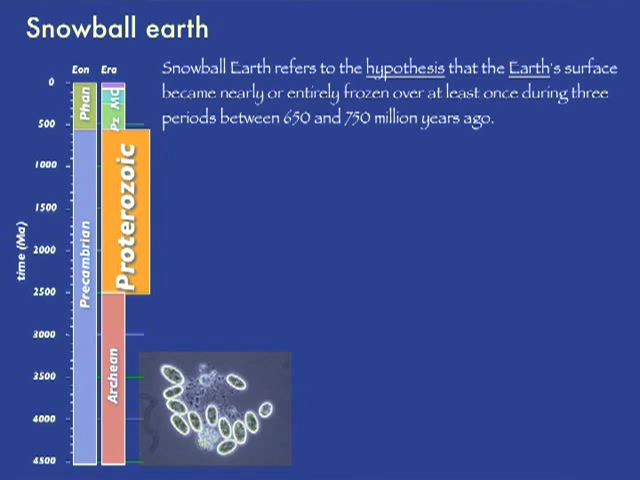 Snowball earth
Snowball Earth refers to the hypothesis that the Earth's surface
became nearly or entirely frozen over at least once during three
periods between 650 and 750 million years ago.
Eon Era
0
500
1000
1500
2000
2500
3000
3500
4000
4500
time (Ma)
Phan
Precambrian
MC
Pz
Proterozoic
Archean